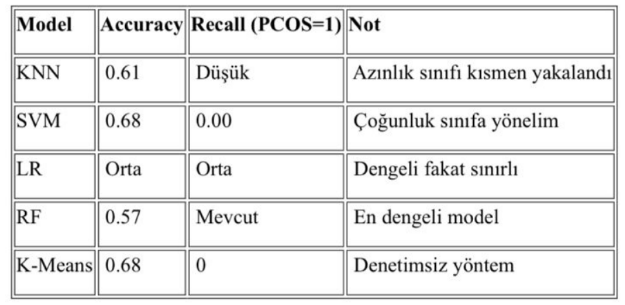 Model Accuracy Recall (PCOS=1) Not
KNN 0.61 Düşük Azınlık sınıfı kısmen yakalandı
SVM 0.68 0.00 Çoğunluk sınıfa yönelim
LR Orta Orta Dengeli fakat sınırlı
RF 0.57 Mevcut En dengeli model
K-Means 0.68 0 Denetimsiz yöntem